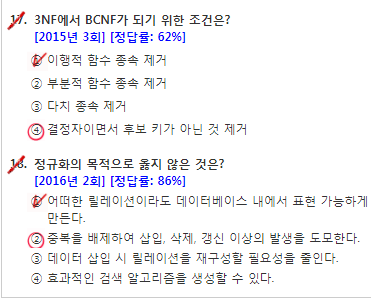 17. 3NF에서 BCNF가 되기 위한 조건은?
[2015년 3회] [정답률: 62%]
① 이행적 함수 종속 제거
② 부분적 함수 종속 제거
③ 다치 종속 제거
④ 결정자이면서 후보 키가 아닌 것 제거
18. 정규화의 목적으로 옳지 않은 것은?
[2016년 2회] [정답률: 86%]
① 어떠한 릴레이션이라도 데이터베이스 내에서 표현 가능하게
만든다.
② 중복을 배제하여 삽입, 삭제, 갱신 이상의 발생을 도모한다.
③ 데이터 삽입 시 릴레이션을 재구성할 필요성을 줄인다.
④ 효과적인 검색 알고리즘을 생성할 수 있다.